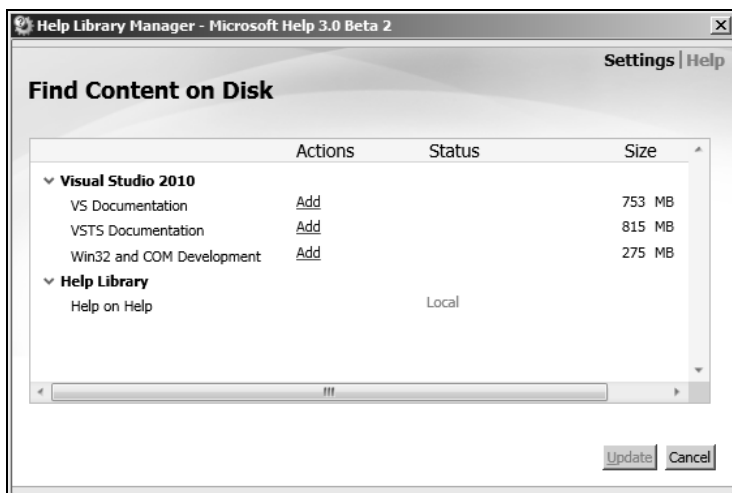 Help Library Manager - Microsoft Help 3.0 Beta 2
Settings | Help
Find Content on Disk
Actions Status Size
Visual Studio 2010
VS Documentation Add 753 MB
VSTS Documentation Add 815 MB
Win32 and COM Development Add 275 MB
Help Library
Help on Help Local
Update Cancel